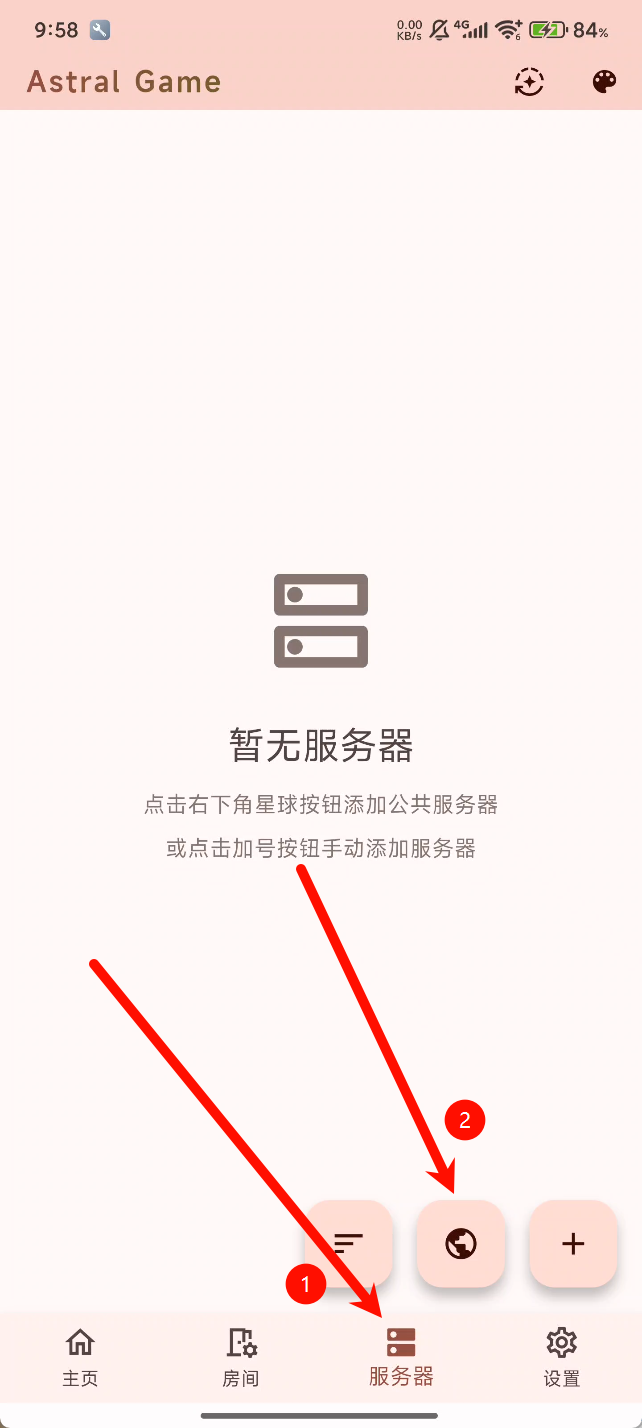 9:58
0.00
KB/s
4G
6
84%
Astral Game
暂无服务器
点击右下角星球按钮添加公共服务器
或点击加号按钮手动添加服务器
2
1
主页
房间
服务器
设置